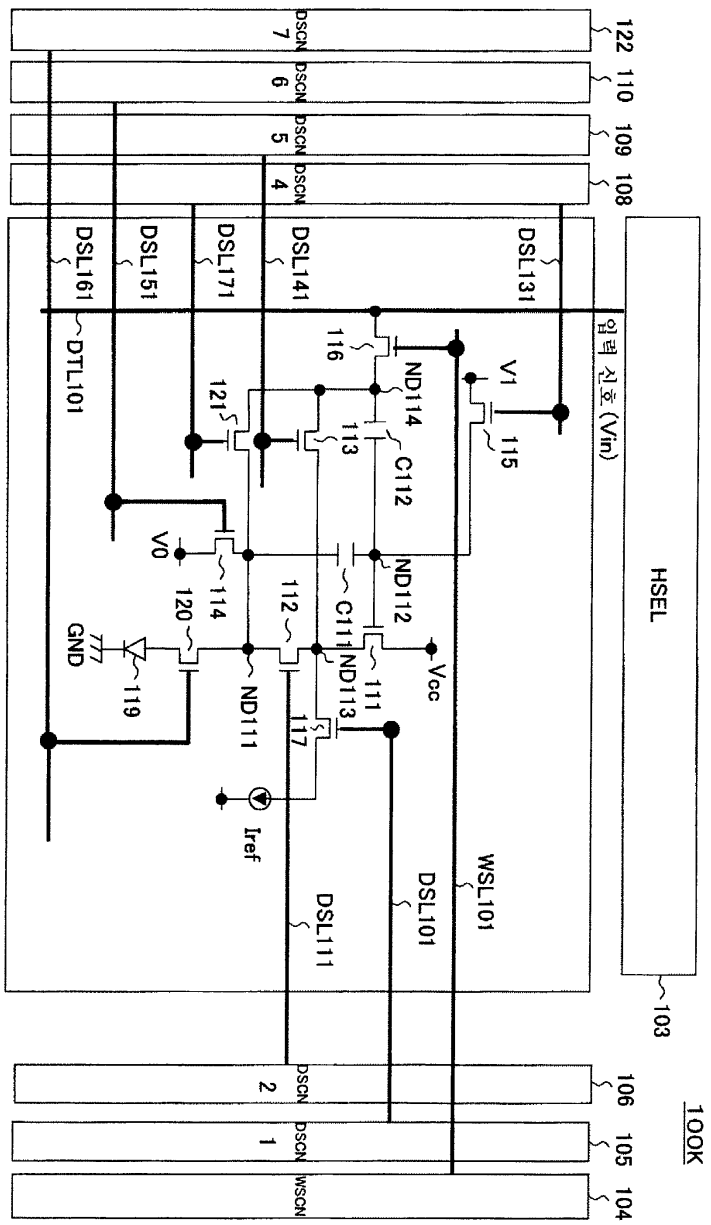 100K
HSEL
103
122
110
109
108
106
105
104
입력 신호(Vin)
DSL131
V1
115
WSL101
116
ND114
C112
ND112
Vcc
111
DSL101
C111
ND113
117
DSCN
7
DSCN
6
DSCN
5
DSCN
4
DSCN
2
DSCN
1
WSCN
DSL141
113
112
DSL111
Iref
DSL171
121
ND111
V0
114
120
119
GND
DSL151
DSL161
DTL101